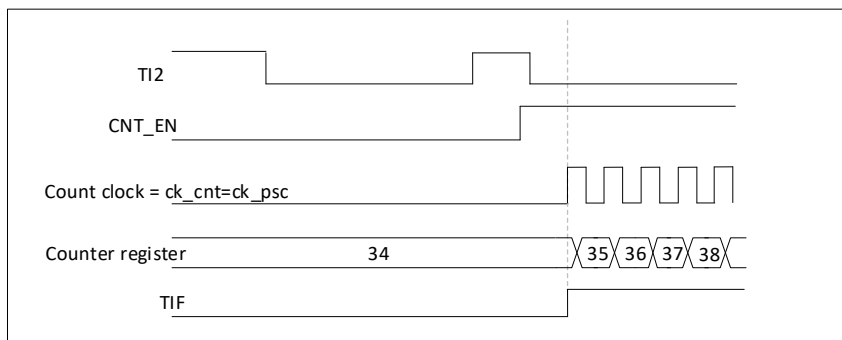 TI2
CNT_EN
Count clock = ck_cnt=ck_psc
Counter register 34 35 36 37 38
TIF